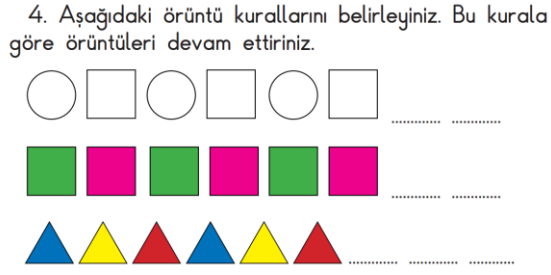 4. Aşağıdaki örüntü kurallarını belirleyiniz. Bu kurala
göre örüntüleri devam ettiriniz.
............. .............
............. .............
............. ............. .............